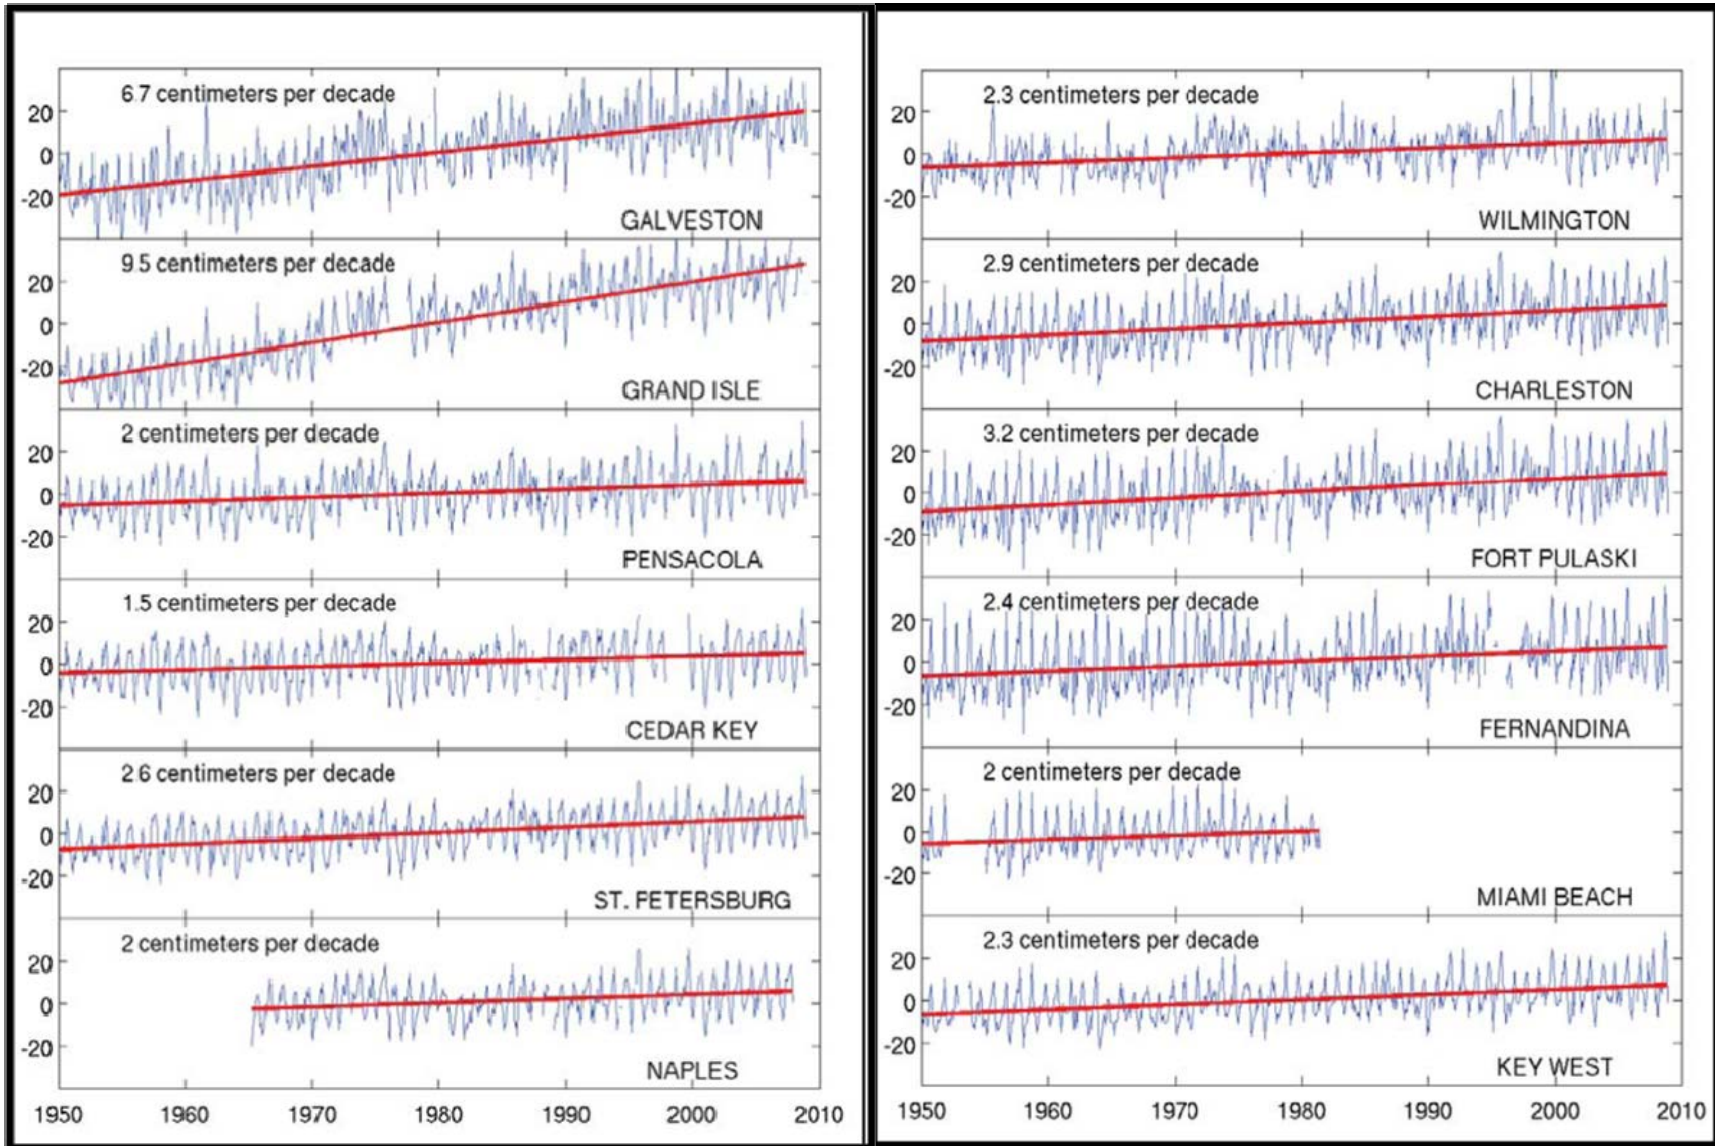 6.7 centimeters per decade
20
0
-20
GALVESTON
9.5 centimeters per decade
20
0
-20
GRAND ISLE
2 centimeters per decade
20
0
-20
PENSACOLA
1.5 centimeters per decade
20
0
-20
CEDAR KEY
2.6 centimeters per decade
20
0
-20
ST. PETERSBURG
2 centimeters per decade
20
0
-20
NAPLES
1950 1960 1970 1980 1990 2000 2010
2.3 centimeters per decade
20
0
-20
WILMINGTON
2.9 centimeters per decade
20
0
-20
CHARLESTON
3.2 centimeters per decade
20
0
-20
FORT PULASKI
2.4 centimeters per decade
20
0
-20
FERNANDINA
2 centimeters per decade
20
0
-20
MIAMI BEACH
2.3 centimeters per decade
20
0
-20
KEY WEST
1950 1960 1970 1980 1990 2000 2010